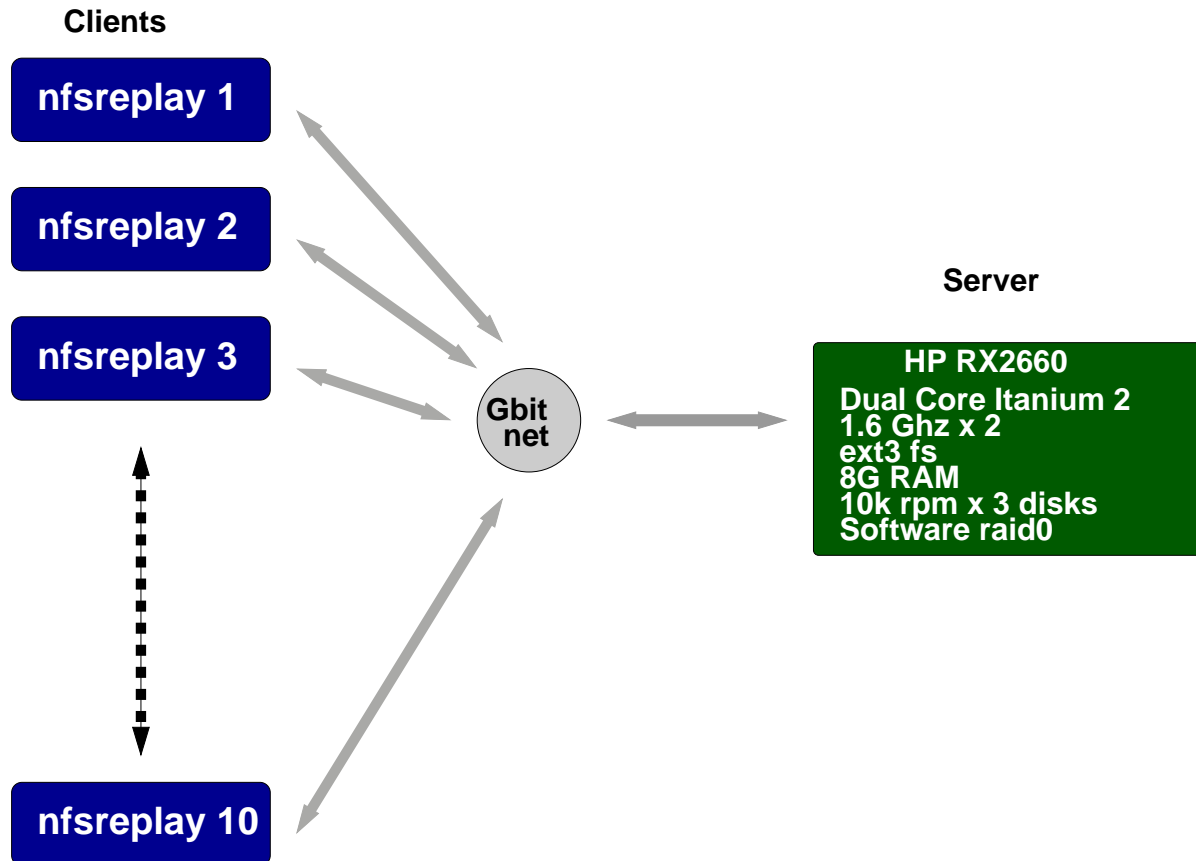 Clients
nfsreplay 1
nfsreplay 2
nfsreplay 3
nfsreplay 10
Gbit
net
Server
HP RX2660
Dual Core Itanium 2
1.6 Ghz x 2
ext3 fs
8G RAM
10k rpm x 3 disks
Software raid0